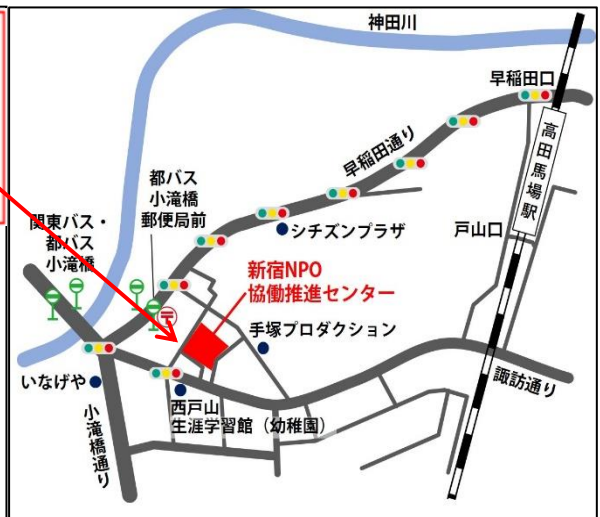 神田川
早稲田口
早稲田通り
高田馬場駅
都バス
小滝橋
郵便局前
関東バス・
都バス
小滝橋
シチズンプラザ
戸山口
新宿NPO
協働推進センター
手塚プロダクション
いなげや
西戸山
生涯学習館（幼稚園）
諏訪通り
小滝橋通り